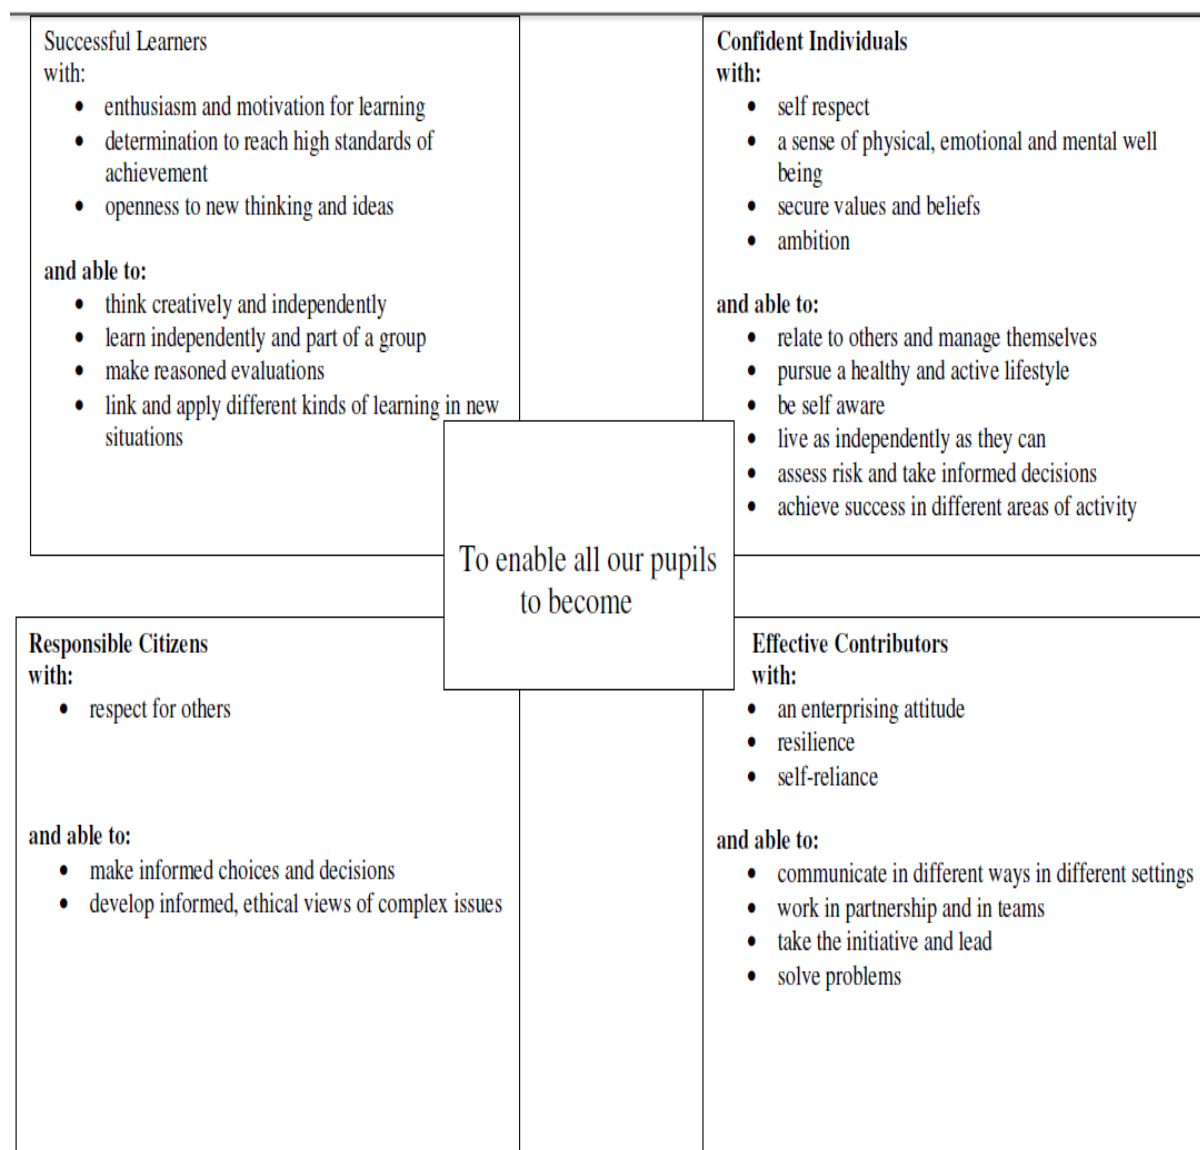 Successful Learners
with:
• enthusiasm and motivation for learning
• determination to reach high standards of
achievement
• openness to new thinking and ideas
and able to:
• think creatively and independently
• learn independently and part of a group
• make reasoned evaluations
• link and apply different kinds of learning in new
situations
Confident Individuals
with:
• self respect
• a sense of physical, emotional and mental well
being
• secure values and beliefs
• ambition
and able to:
• relate to others and manage themselves
• pursue a healthy and active lifestyle
• be self aware
• live as independently as they can
• assess risk and take informed decisions
• achieve success in different areas of activity
To enable all our pupils
to become
Responsible Citizens
with:
• respect for others
and able to:
• make informed choices and decisions
• develop informed, ethical views of complex issues
Effective Contributors
with:
• an enterprising attitude
• resilience
• self-reliance
and able to:
• communicate in different ways in different settings
• work in partnership and in teams
• take the initiative and lead
• solve problems